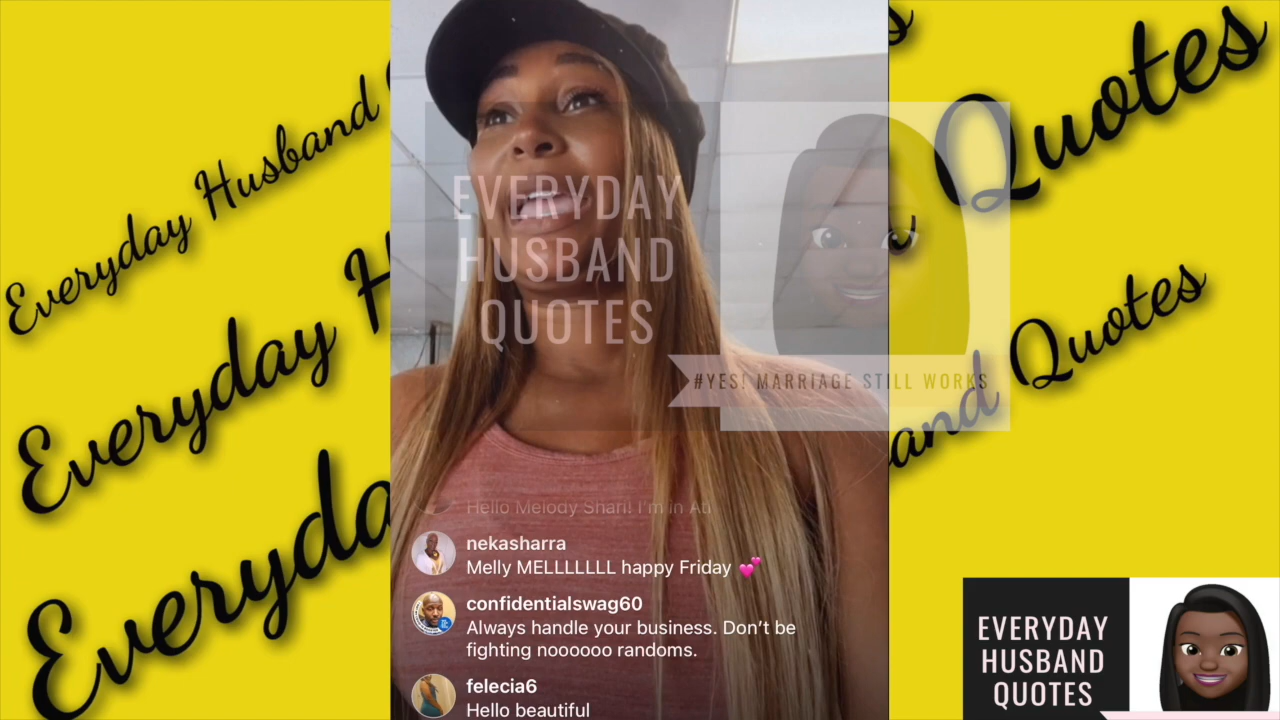 Everyday Husband
Everyday H
Everyda
Quotes
and Quotes
EVERYDAY
HUSBAND
QUOTES
#YES! MARRIAGE STILL WORKS
Hello Melody Shari! I'm in Atl
nekasharra
Melly MELLLLLLL happy Friday 💕
confidentialswag60
Always handle your business. Don’t be
fighting noooooo randoms.
felecia6
Hello beautiful
EVERYDAY
HUSBAND
QUOTES